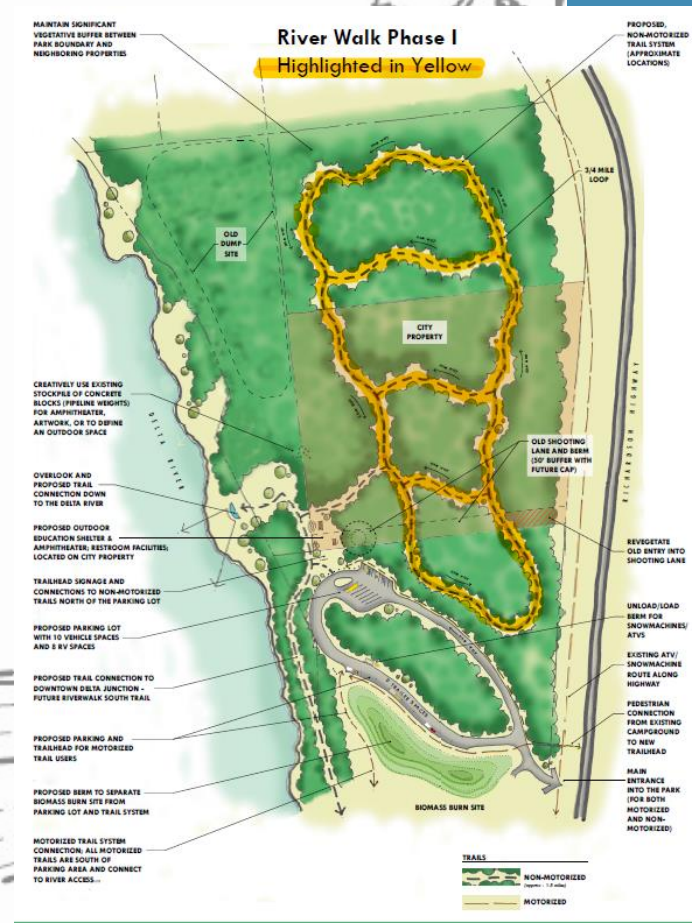 River Walk Phase I
Highlighted in Yellow
MAINTAIN SIGNIFICANT
VEGETATIVE BUFFER BETWEEN
PARK BOUNDARY AND
NEIGHBORING PROPERTIES
PROPOSED,
NON-MOTORIZED
TRAIL SYSTEM
(APPROXIMATE
LOCATIONS)
3/4 MILE
LOOP
OLD
DUMP
SITE
CITY
PROPERTY
CREATIVELY USE EXISTING
STOCKPILE OF CONCRETE
BLOCKS (PIPELINE WEIGHTS)
FOR AMPHITHEATER,
ARTWORK, OR TO DEFINE
AN OUTDOOR SPACE
DELTA RIVER
RICHARDSON HIGHWAY
OLD SHOOTING
LANE AND BERM
(50' BUFFER WITH
FUTURE CAP)
OVERLOOK AND
PROPOSED TRAIL
CONNECTION DOWN
TO THE DELTA RIVER
PROPOSED OUTDOOR
EDUCATION SHELTER &
AMPHITHEATER; RESTROOM FACILITIES;
LOCATED ON CITY PROPERTY
REVEGETATE
OLD ENTRY INTO
SHOOTING LANE
TRAILHEAD SIGNAGE AND
CONNECTIONS TO NON-MOTORIZED
TRAILS NORTH OF THE PARKING LOT
UNLOAD/LOAD
BERM FOR
SNOWMACHINES/
ATVS
PROPOSED PARKING LOT
WITH 10 VEHICLE SPACES
AND 8 RV SPACES
EXISTING ATV/
SNOWMACHINE
ROUTE ALONG
HIGHWAY
PROPOSED TRAIL CONNECTION TO
DOWNTOWN DELTA JUNCTION -
FUTURE RIVERWALK SOUTH TRAIL
PEDESTRIAN
CONNECTION
FROM EXISTING
CAMPGROUND
TO NEW
TRAILHEAD
PROPOSED PARKING AND
TRAILHEAD FOR MOTORIZED
TRAIL USERS
PROPOSED BERM TO SEPARATE
BIOMASS BURN SITE FROM
PARKING LOT AND TRAIL SYSTEM
MAIN
ENTRANCE
INTO THE PARK
(FOR BOTH
MOTORIZED
AND NON-
MOTORIZED)
BIOMASS BURN SITE
MOTORIZED TRAIL SYSTEM
CONNECTION; ALL MOTORIZED
TRAILS ARE SOUTH OF
PARKING AREA AND CONNECT
TO RIVER ACCESS...
TRAILS
NON-MOTORIZED
MOTORIZED